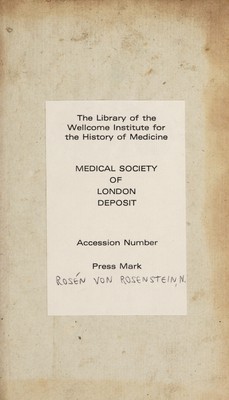 The Library of the
Wellcome Institute for
the History of Medicine
MEDICAL SOCIETY
OF
LONDON
DEPOSIT
Accession Number
Press Mark
ROSÉN VON ROSENSTEIN, N.